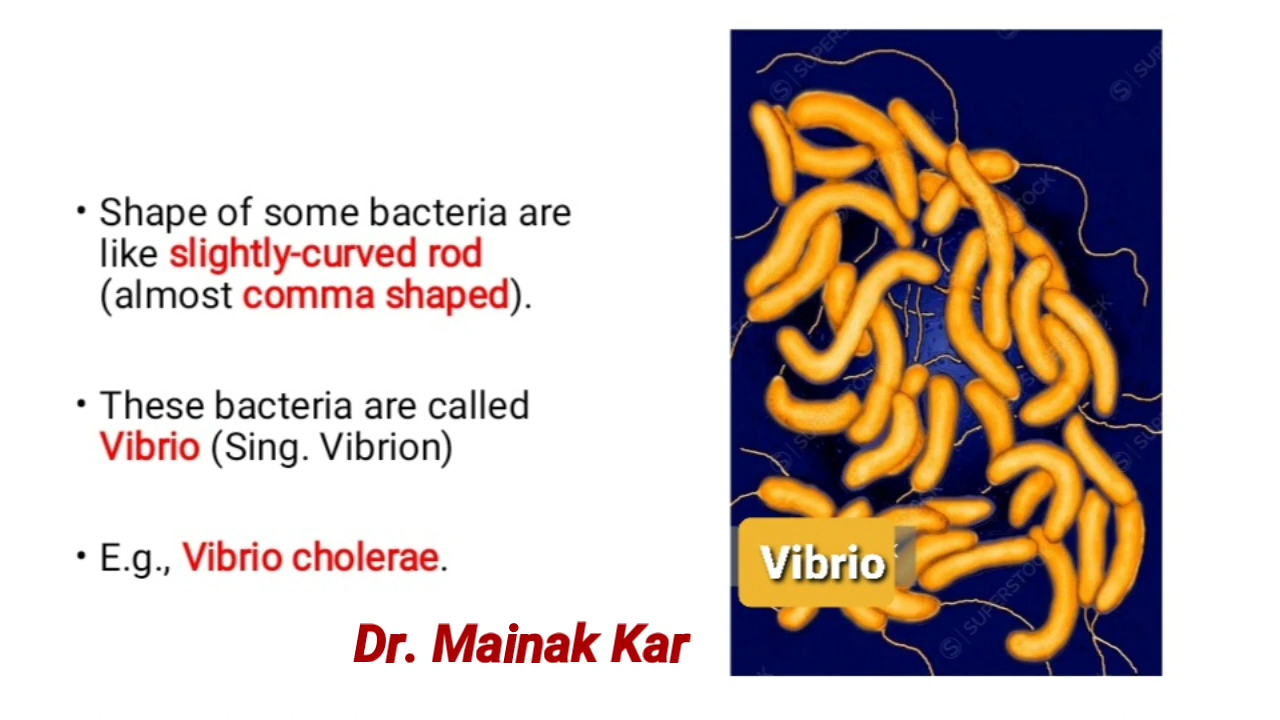 • Shape of some bacteria are
like slightly-curved rod
(almost comma shaped).
• These bacteria are called
Vibrio (Sing. Vibrion)
• E.g., Vibrio cholerae.
Dr. Mainak Kar
Vibrio
SUPERSTOCK